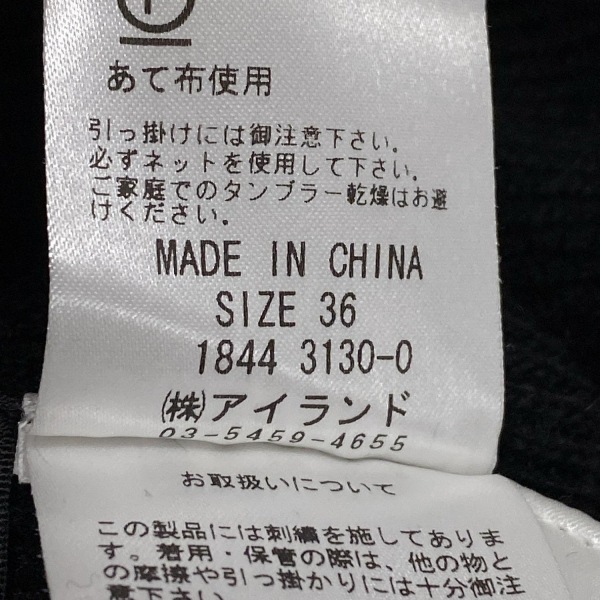 あて布使用
引っ掛けには御注意下さい。
必ずネットを使用して下さい。
ご家庭でのタンブラー乾燥はお避
けください。
MADE IN CHINA
SIZE 36
1844 3130-0
㈱アイランド
03-5459-4655
お取扱いについて
この製品には刺繍を施してありま
す。着用・保管の際は、他の物と
の摩擦や引っ掛かりには十分御注
意下さい。